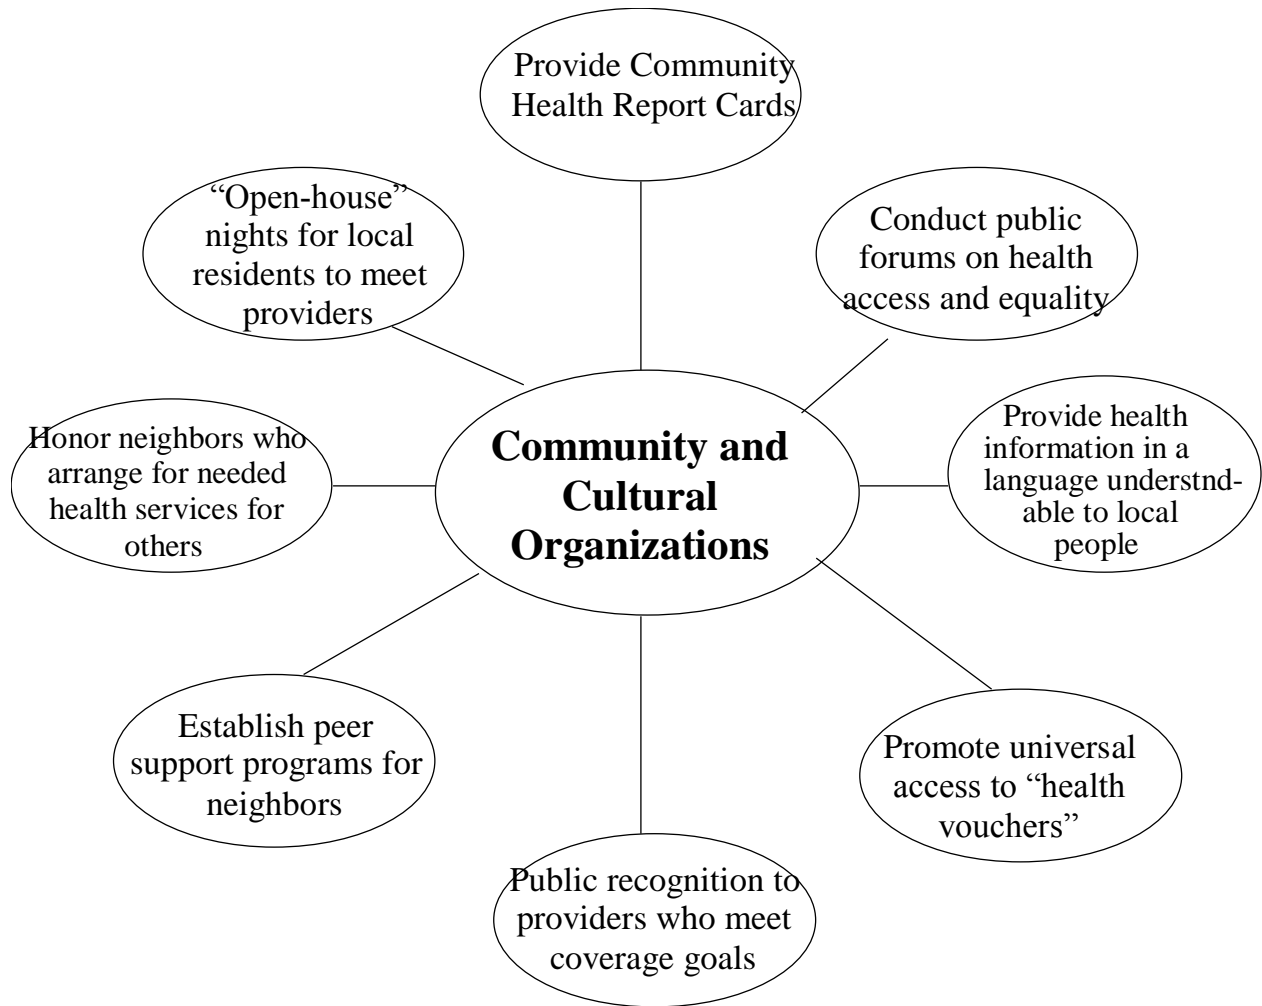 Provide Community
Health Report Cards
“Open-house”
nights for local
residents to meet
providers
Conduct public
forums on health
access and equality
Honor neighbors who
arrange for needed
health services for
others
Community and
Cultural
Organizations
Provide health
information in a
language understnd-
able to local
people
Establish peer
support programs for
neighbors
Promote universal
access to “health
vouchers”
Public recognition to
providers who meet
coverage goals